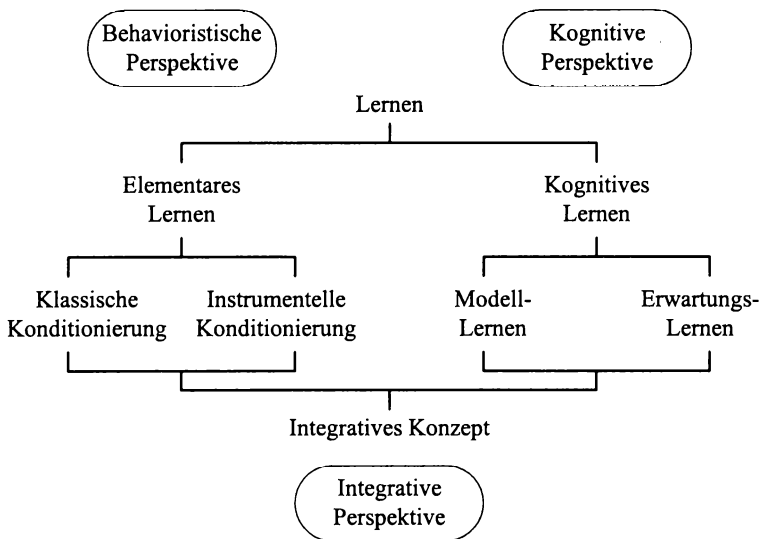 Behavioristische
Perspektive
Kognitive
Perspektive
Lernen
Elementares
Lernen
Kognitives
Lernen
Klassische
Konditionierung
Instrumentelle
Konditionierung
Modell-
Lernen
Erwartungs-
Lernen
Integratives Konzept
Integrative
Perspektive